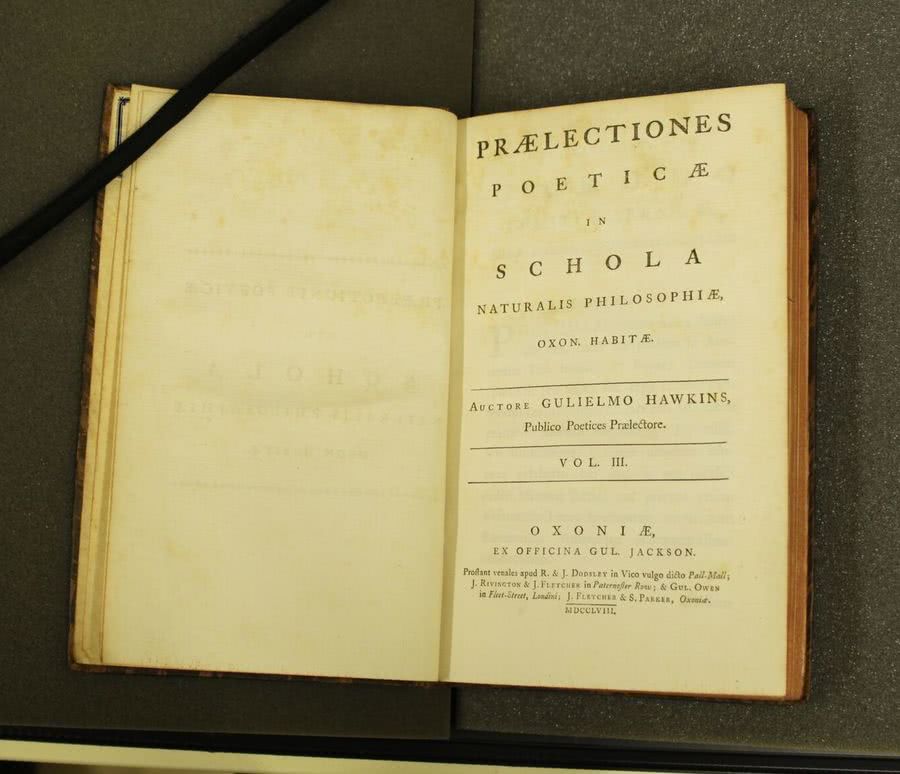 PRÆLECTIONES
POETICÆ
IN
SCHOLA
NATURALIS PHILOSOPHIÆ,
OXON. HABITÆ.
AUCTORE GULIELMO HAWKINS,
Publico Poetices Prælectore.
VOL. III.
OXONIÆ,
EX OFFICINA GUL. JACKSON.
Proſtant venales apud R. & J. DODSLEY in Vico vulgo dicto Pall-Mall;
J. RIVINGTON & J. FLETCHER in Paternoſter Row; & GUL. OWEN
in Fleet-Street, Londini; J. FLETCHER & S. PARKER, Oxoniæ.
MDCCLVIII.